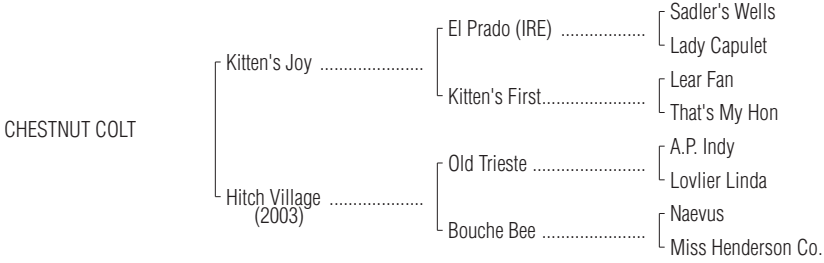 Sadler's Wells
El Prado (IRE) ...................
Lady Capulet
Kitten's Joy ......................
Lear Fan
Kitten's First......................
That's My Hon
CHESTNUT COLT
A.P. Indy
Old Trieste ........................
Lovlier Linda
Hitch Village ....................
(2003)
Naevus
Bouche Bee ......................
Miss Henderson Co.